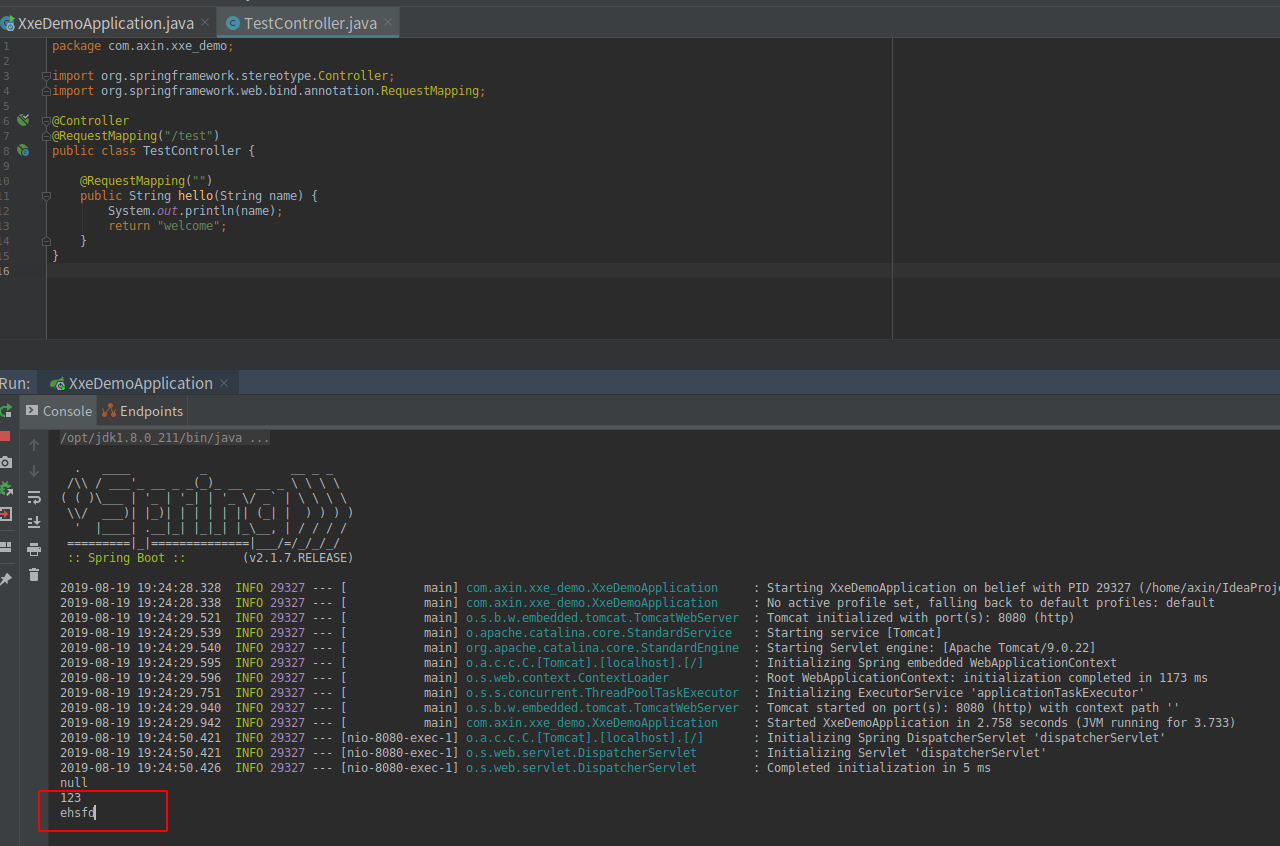 XxeDemoApplication.java × TestController.java ×
1 package com.axin.xxe_demo;
2
3 import org.springframework.stereotype.Controller;
4 import org.springframework.web.bind.annotation.RequestMapping;
5
6 @Controller
7 @RequestMapping("/test")
8 public class TestController {
9
10 @RequestMapping("")
11 public String hello(String name) {
12 System.out.println(name);
13 return "welcome";
14 }
15 }
16
Run: XxeDemoApplication ×
Console Endpoints
/opt/jdk1.8.0_211/bin/java ...
  .   ____          _            __ _ _
 /\\ / ___'_ __ _ _(_)_ __  __ _ \ \ \ \
( ( )\___ | '_ | '_| | '_ \/ _` | \ \ \ \
 \\/  ___)| |_)| | | | | || (_| |  ) ) ) )
  '  |____| .__|_| |_|_| |_\__, | / / / /
 =========|_|==============|___/=/_/_/_/
 :: Spring Boot ::        (v2.1.7.RELEASE)
2019-08-19 19:24:28.328  INFO 29327 --- [           main] com.axin.xxe_demo.XxeDemoApplication     : Starting XxeDemoApplication on belief with PID 29327 (/home/axin/IdeaProje
2019-08-19 19:24:28.338  INFO 29327 --- [           main] com.axin.xxe_demo.XxeDemoApplication     : No active profile set, falling back to default profiles: default
2019-08-19 19:24:29.521  INFO 29327 --- [           main] o.s.b.w.embedded.tomcat.TomcatWebServer  : Tomcat initialized with port(s): 8080 (http)
2019-08-19 19:24:29.539  INFO 29327 --- [           main] o.apache.catalina.core.StandardService   : Starting service [Tomcat]
2019-08-19 19:24:29.540  INFO 29327 --- [           main] org.apache.catalina.core.StandardEngine  : Starting Servlet engine: [Apache Tomcat/9.0.22]
2019-08-19 19:24:29.595  INFO 29327 --- [           main] o.a.c.c.C.[Tomcat].[localhost].[/]       : Initializing Spring embedded WebApplicationContext
2019-08-19 19:24:29.596  INFO 29327 --- [           main] o.s.web.context.ContextLoader            : Root WebApplicationContext: initialization completed in 1173 ms
2019-08-19 19:24:29.751  INFO 29327 --- [           main] o.s.s.concurrent.ThreadPoolTaskExecutor  : Initializing ExecutorService 'applicationTaskExecutor'
2019-08-19 19:24:29.940  INFO 29327 --- [           main] o.s.b.w.embedded.tomcat.TomcatWebServer  : Tomcat started on port(s): 8080 (http) with context path ''
2019-08-19 19:24:29.942  INFO 29327 --- [           main] com.axin.xxe_demo.XxeDemoApplication     : Started XxeDemoApplication in 2.758 seconds (JVM running for 3.733)
2019-08-19 19:24:50.421  INFO 29327 --- [nio-8080-exec-1] o.a.c.c.C.[Tomcat].[localhost].[/]       : Initializing Spring DispatcherServlet 'dispatcherServlet'
2019-08-19 19:24:50.421  INFO 29327 --- [nio-8080-exec-1] o.s.web.servlet.DispatcherServlet        : Initializing Servlet 'dispatcherServlet'
2019-08-19 19:24:50.426  INFO 29327 --- [nio-8080-exec-1] o.s.web.servlet.DispatcherServlet        : Completed initialization in 5 ms
null
123
ehsfd